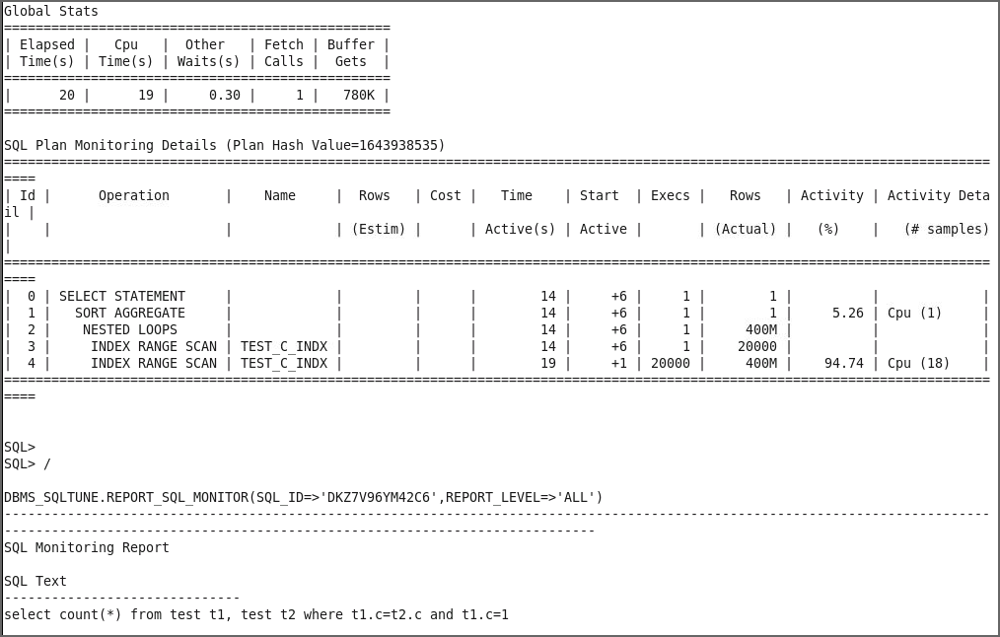 Global Stats
=================================================
| Elapsed |   Cpu   |  Other   | Fetch | Buffer |
| Time(s) | Time(s) | Waits(s) | Calls |  Gets  |
=================================================
|      20 |      19 |     0.30 |     1 |   780K |
=================================================

SQL Plan Monitoring Details (Plan Hash Value=1643938535)
=============================================================================================================================
====
| Id |      Operation       |    Name     |  Rows   | Cost |   Time    | Start  | Execs |   Rows   | Activity | Activity Deta
il |
|    |                      |             | (Estim) |      | Active(s) | Active |       | (Actual) |   (%)    |   (# samples)
|
=============================================================================================================================
====
|  0 | SELECT STATEMENT     |             |         |      |        14 |     +6 |     1 |        1 |          |             |
|  1 |   SORT AGGREGATE     |             |         |      |        14 |     +6 |     1 |        1 |     5.26 | Cpu (1)     |
|  2 |    NESTED LOOPS      |             |         |      |        14 |     +6 |     1 |     400M |          |             |
|  3 |     INDEX RANGE SCAN | TEST_C_INDX |         |      |        14 |     +6 |     1 |    20000 |          |             |
|  4 |     INDEX RANGE SCAN | TEST_C_INDX |         |      |        19 |     +1 | 20000 |     400M |    94.74 | Cpu (18)    |
=============================================================================================================================
====

SQL>
SQL> /

DBMS_SQLTUNE.REPORT_SQL_MONITOR(SQL_ID=>'DKZ7V96YM42C6',REPORT_LEVEL=>'ALL')
-----------------------------------------------------------------------------------------------------------------------------
---------------------------------------------------------------------------
SQL Monitoring Report

SQL Text
------------------------------
select count(*) from test t1, test t2 where t1.c=t2.c and t1.c=1